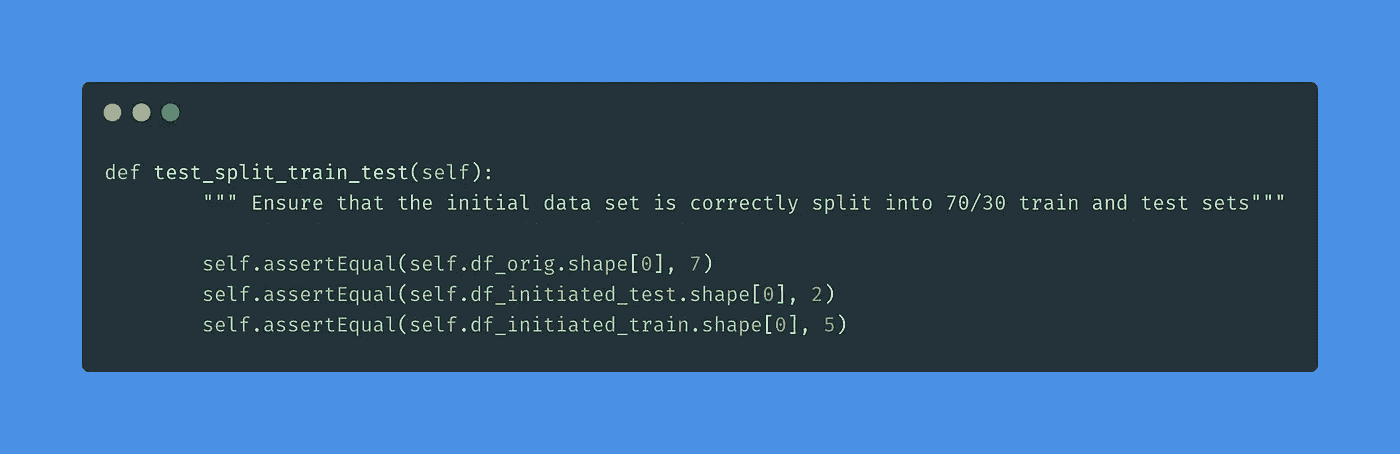 def test_split_train_test(self):
        """ Ensure that the initial data set is correctly split into 70/30 train and test sets"""
        self.assertEqual(self.df_orig.shape[0], 7)
        self.assertEqual(self.df_initiated_test.shape[0], 2)
        self.assertEqual(self.df_initiated_train.shape[0], 5)